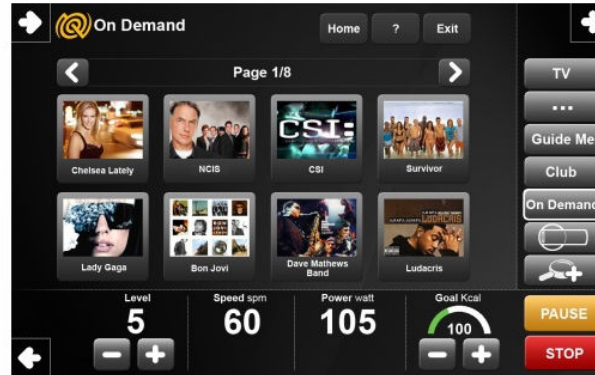 On Demand
Home
?
Exit
Page 1/8
TV
...
Guide Me
Club
On Demand
Chelsea Lately
NCIS
CSI
Survivor
CSI:
Lady Gaga
Bon Jovi
Dave Mathews
Band
Ludacris
LUDACRIS
Level
5
Speed spm
60
Power watt
105
Goal Kcal
100
PAUSE
STOP